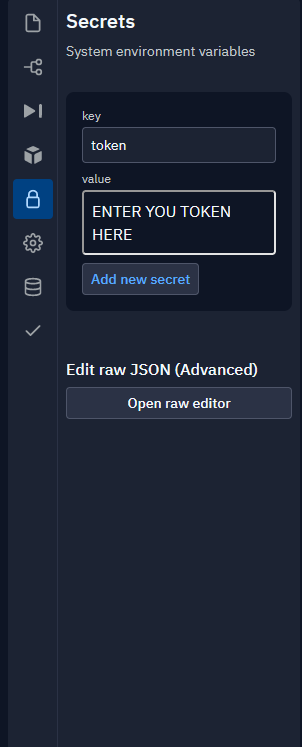 Secrets
System environment variables
key
token
value
ENTER YOU TOKEN
HERE
Add new secret
Edit raw JSON (Advanced)
Open raw editor